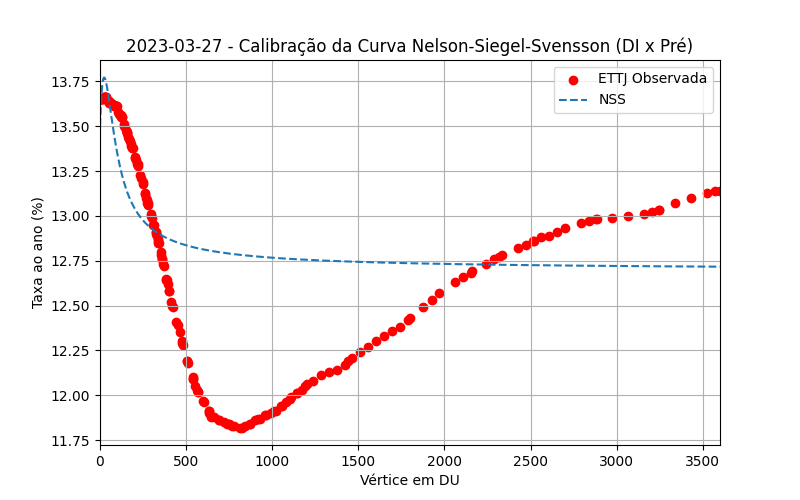 2023-03-27 - Calibração da Curva Nelson-Siegel-Svensson (DI x Pré)
ETTJ Observada
NSS
Taxa ao ano (%)
13.75
13.50
13.25
13.00
12.75
12.50
12.25
12.00
11.75
0 500 1000 1500 2000 2500 3000 3500
Vértice em DU